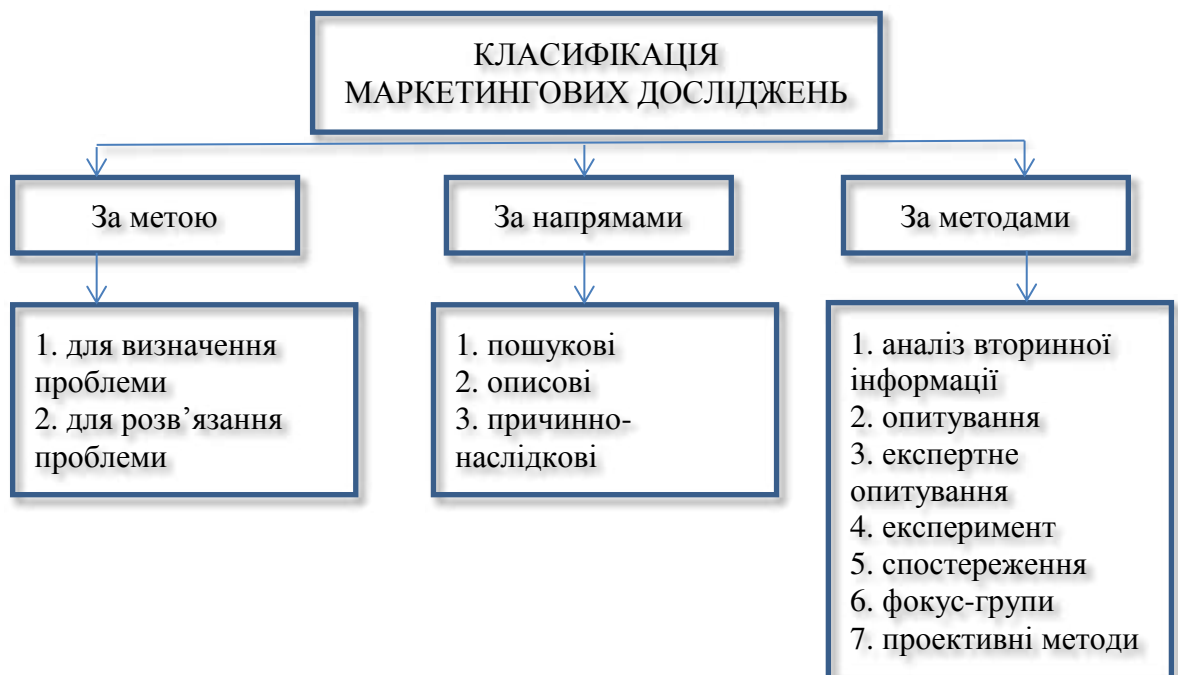 КЛАСИФІКАЦІЯ
МАРКЕТИНГОВИХ ДОСЛІДЖЕНЬ
За метою
За напрямами
За методами
1. для визначення
проблеми
2. для розв’язання
проблеми
1. пошукові
2. описові
3. причинно-
наслідкові
1. аналіз вторинної
інформації
2. опитування
3. експертне
опитування
4. експеримент
5. спостереження
6. фокус-групи
7. проективні методи